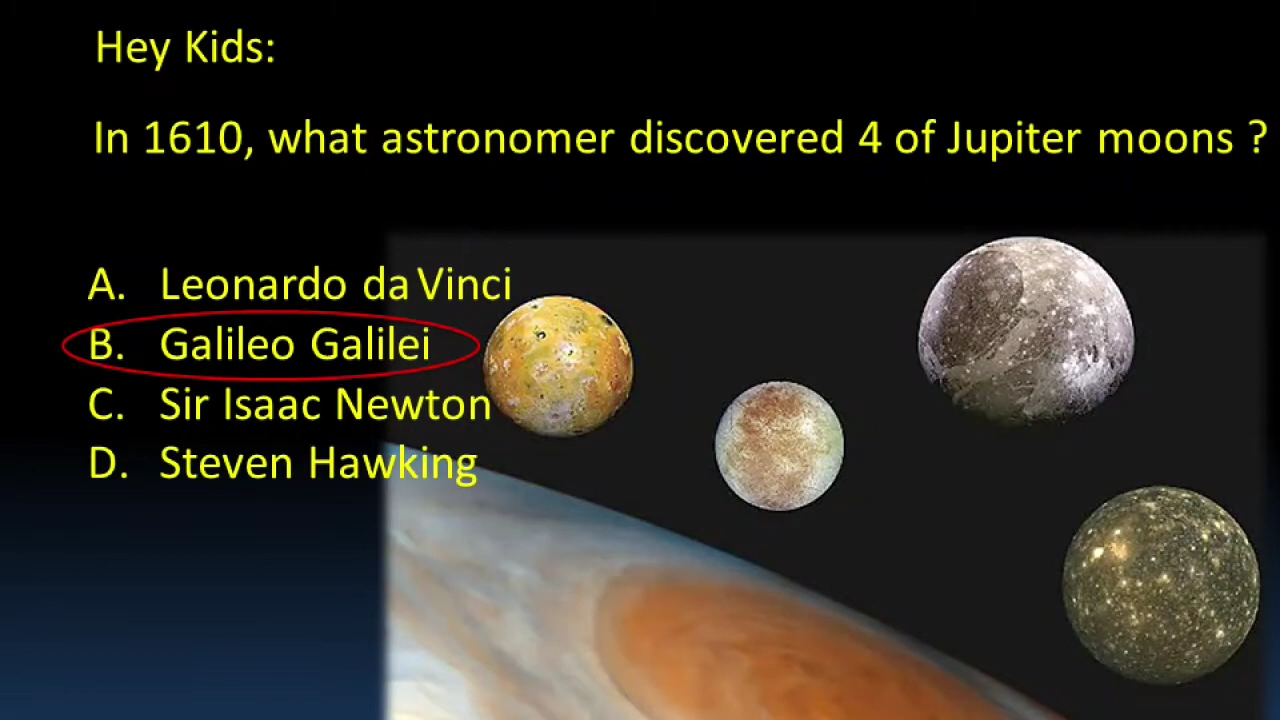 Hey Kids:
In 1610, what astronomer discovered 4 of Jupiter moons ?
A. Leonardo da Vinci
B. Galileo Galilei
C. Sir Isaac Newton
D. Steven Hawking